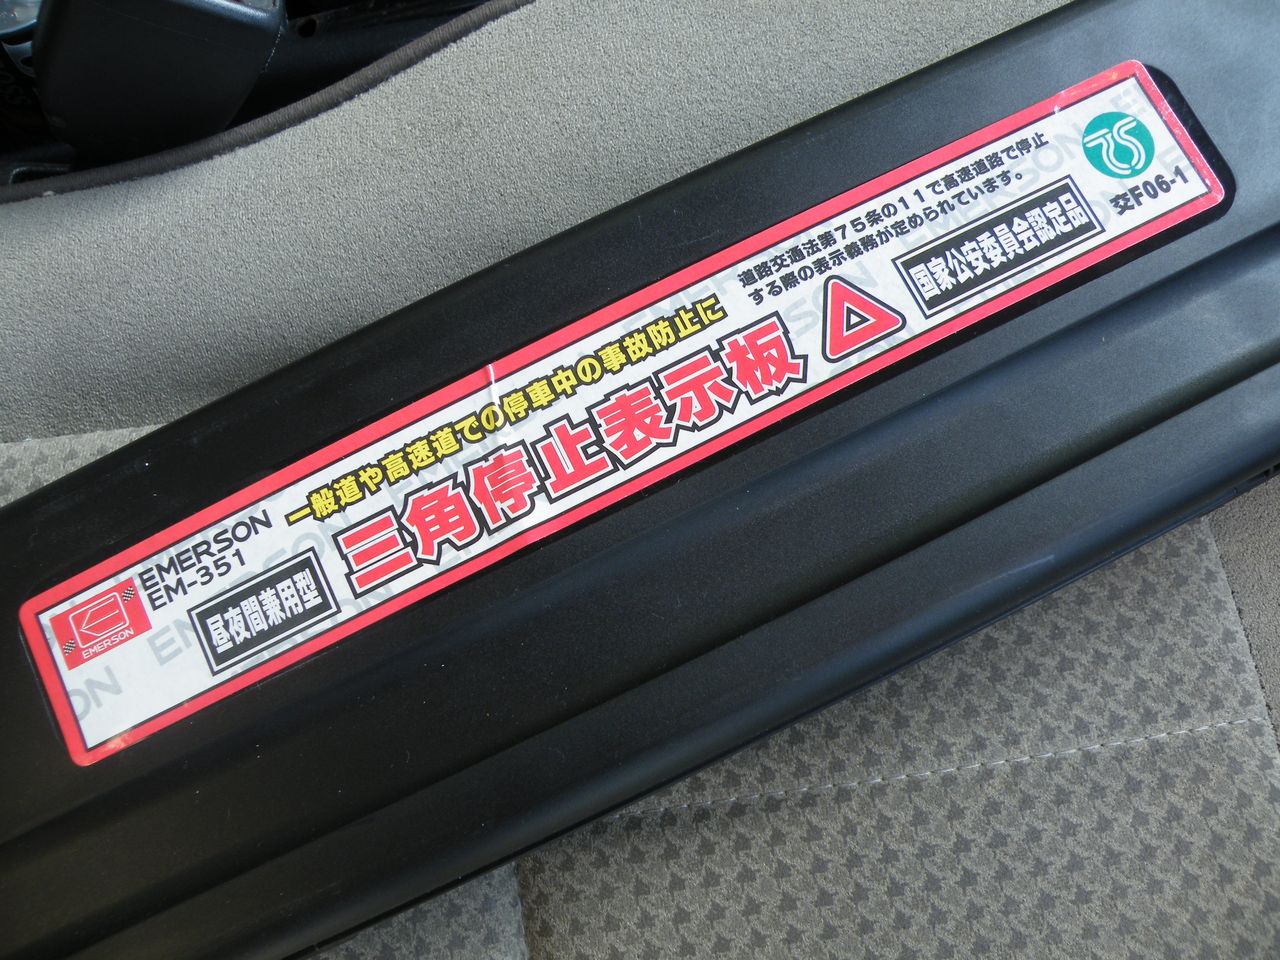 EMERSON
EMERSON
EM-351
昼夜間兼用型
一般道や高速道での停車中の事故防止に
三角停止表示板
道路交通法第75条の11で高速道路で停止
する際の表示義務が定められています。
国家公安委員会認定品
TS
交F06-1